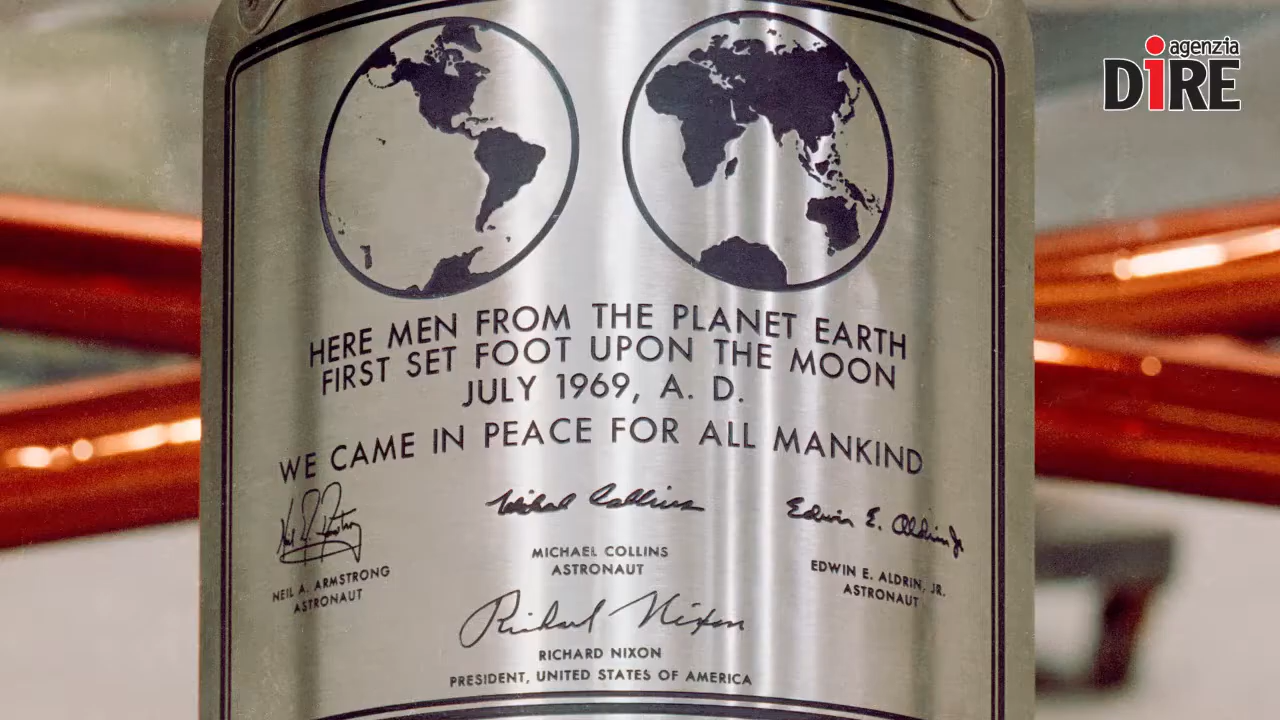 agenzia
DiRE
HERE MEN FROM THE PLANET EARTH
FIRST SET FOOT UPON THE MOON
JULY 1969, A. D.
WE CAME IN PEACE FOR ALL MANKIND
Neil A. Armstrong
Michael Collins
Edwin E. Aldrin Jr
NEIL A. ARMSTRONG
ASTRONAUT
MICHAEL COLLINS
ASTRONAUT
EDWIN E. ALDRIN, JR.
ASTRONAUT
Richard Nixon
RICHARD NIXON
PRESIDENT, UNITED STATES OF AMERICA